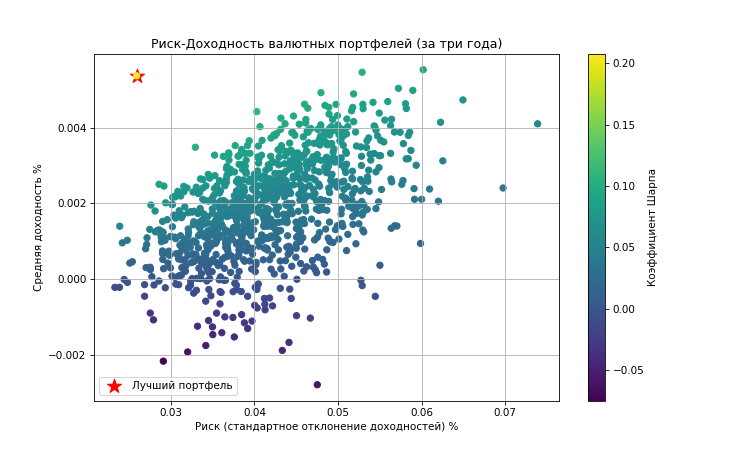 Риск-Доходность валютных портфелей (за три года)
Средняя доходность %
0.004
0.002
0.000
−0.002
0.03 0.04 0.05 0.06 0.07
Риск (стандартное отклонение доходностей) %
Лучший портфель
0.20
0.15
0.10
0.05
0.00
−0.05
Коэффициент Шарпа